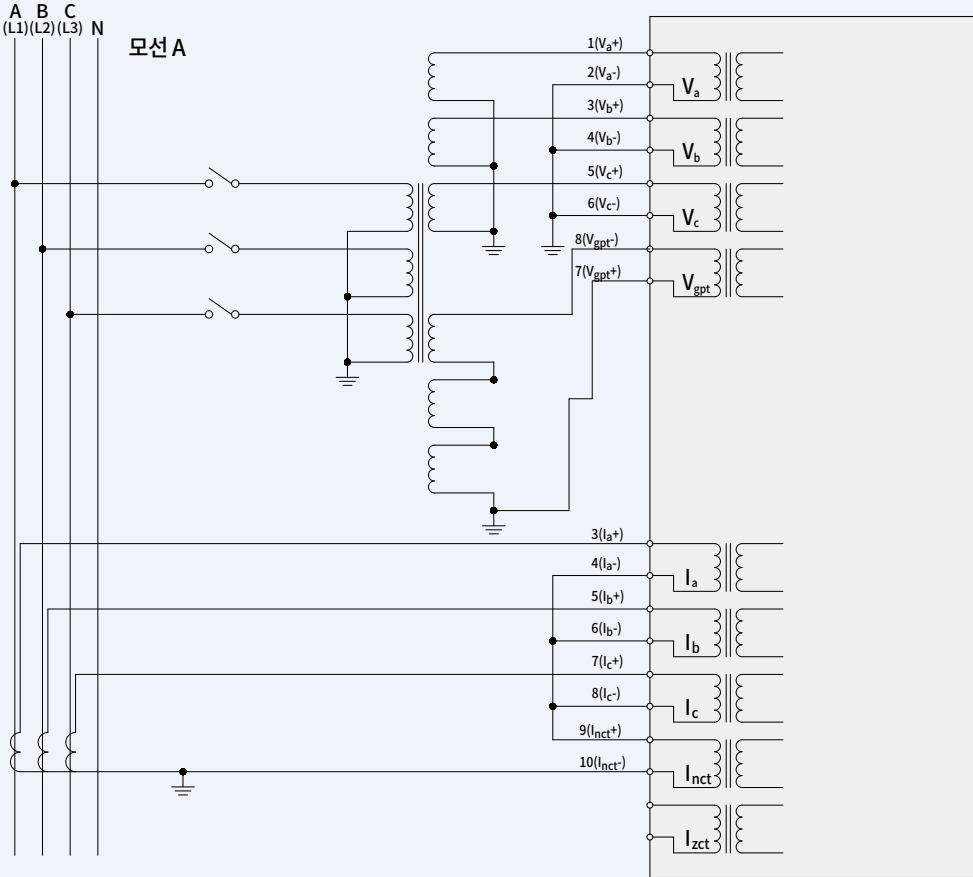 A B C N
(L1)(L2)(L3)
모선 A
1(Va+)
2(Va-)
Va
3(Vb+)
4(Vb-)
Vb
5(Vc+)
6(Vc-)
Vc
8(Vgpt-)
7(Vgpt+)
Vgpt
3(Ia+)
4(Ia-)
Ia
5(Ib+)
6(Ib-)
Ib
7(Ic+)
8(Ic-)
Ic
9(Inct+)
10(Inct-)
Inct
Izct